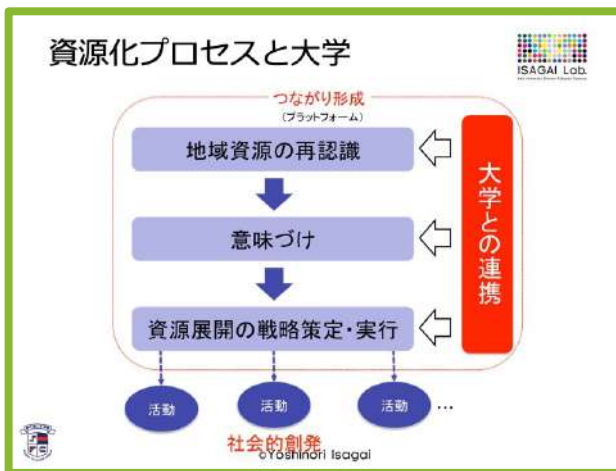 資源化プロセスと大学
ISAGAI Lab.
つながり形成
(プラットフォーム)
地域資源の再認識
意味づけ
資源展開の戦略策定・実行
大学との連携
活動
活動
活動
…
社会的創発
©Yoshinori Isagai